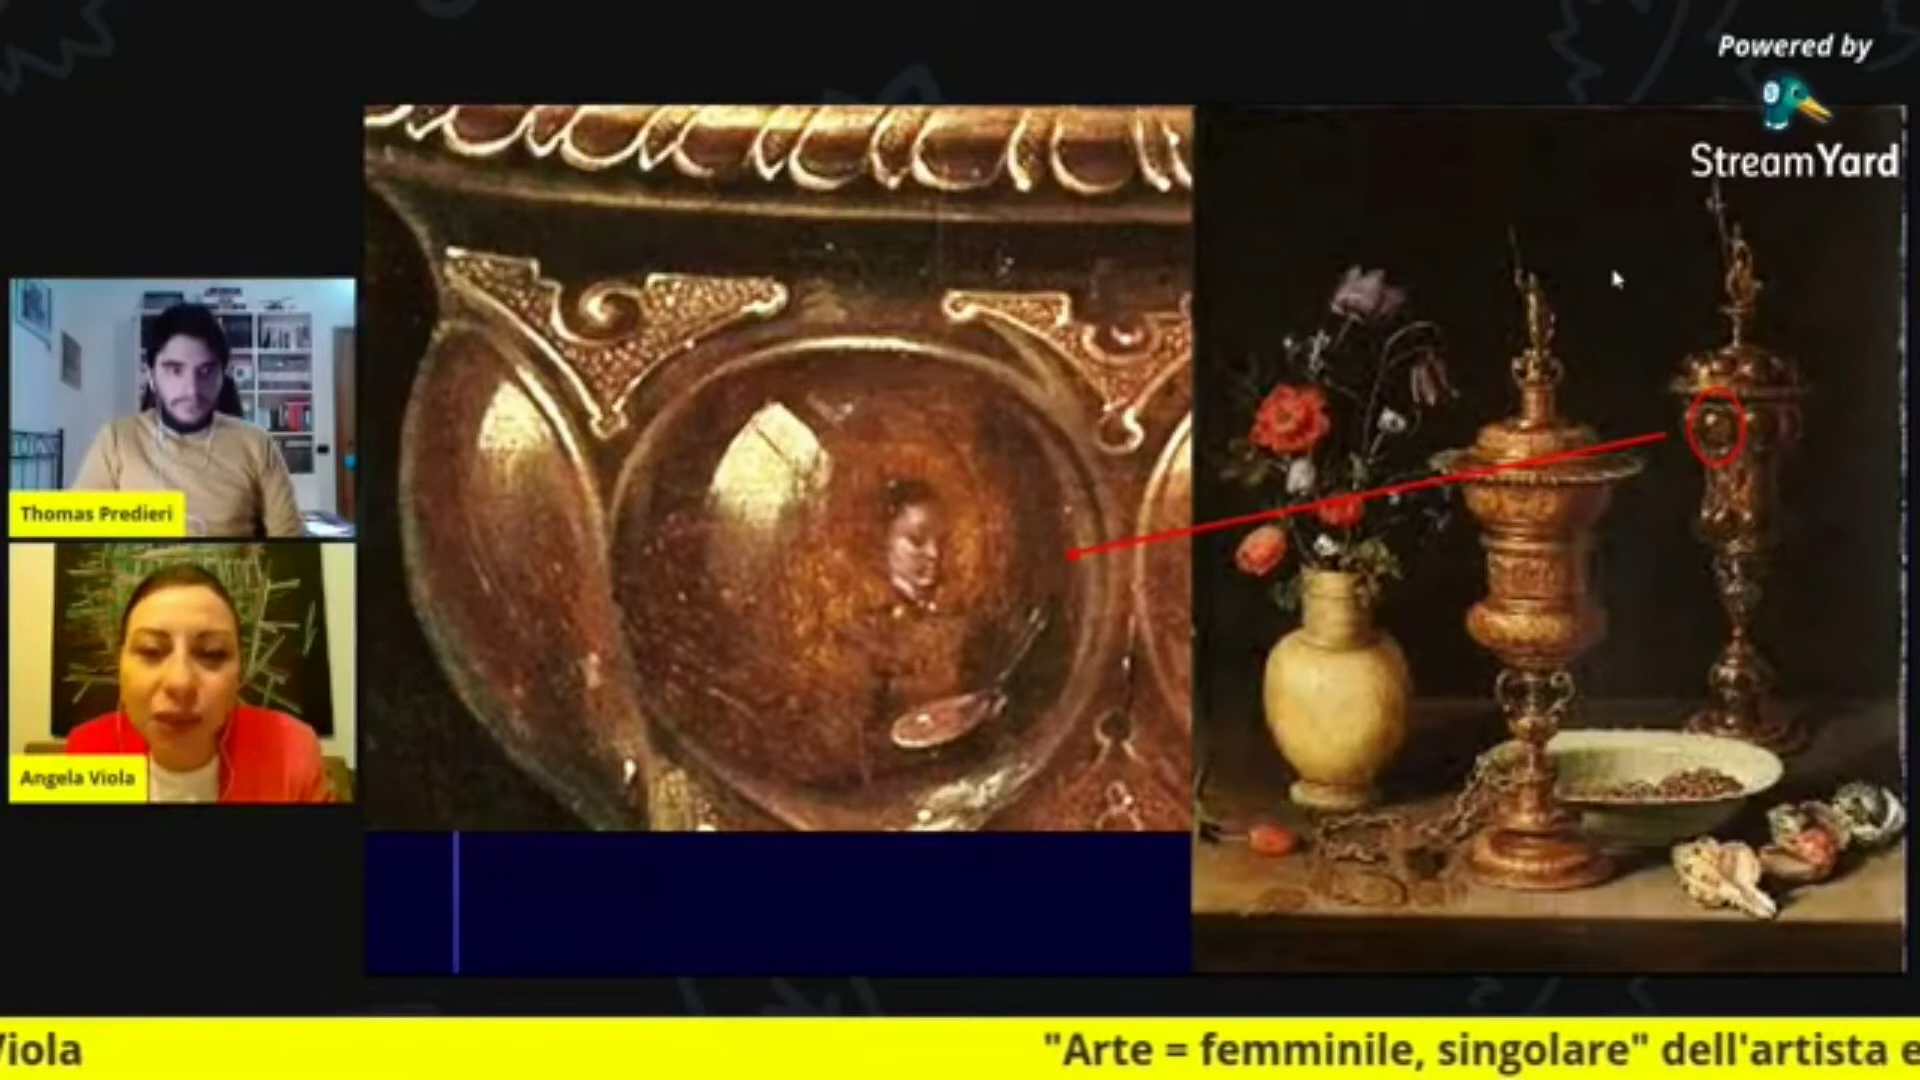 Powered by
StreamYard
Thomas Predieri
Angela Viola
Viola
"Arte = femminile, singolare" dell'artista e